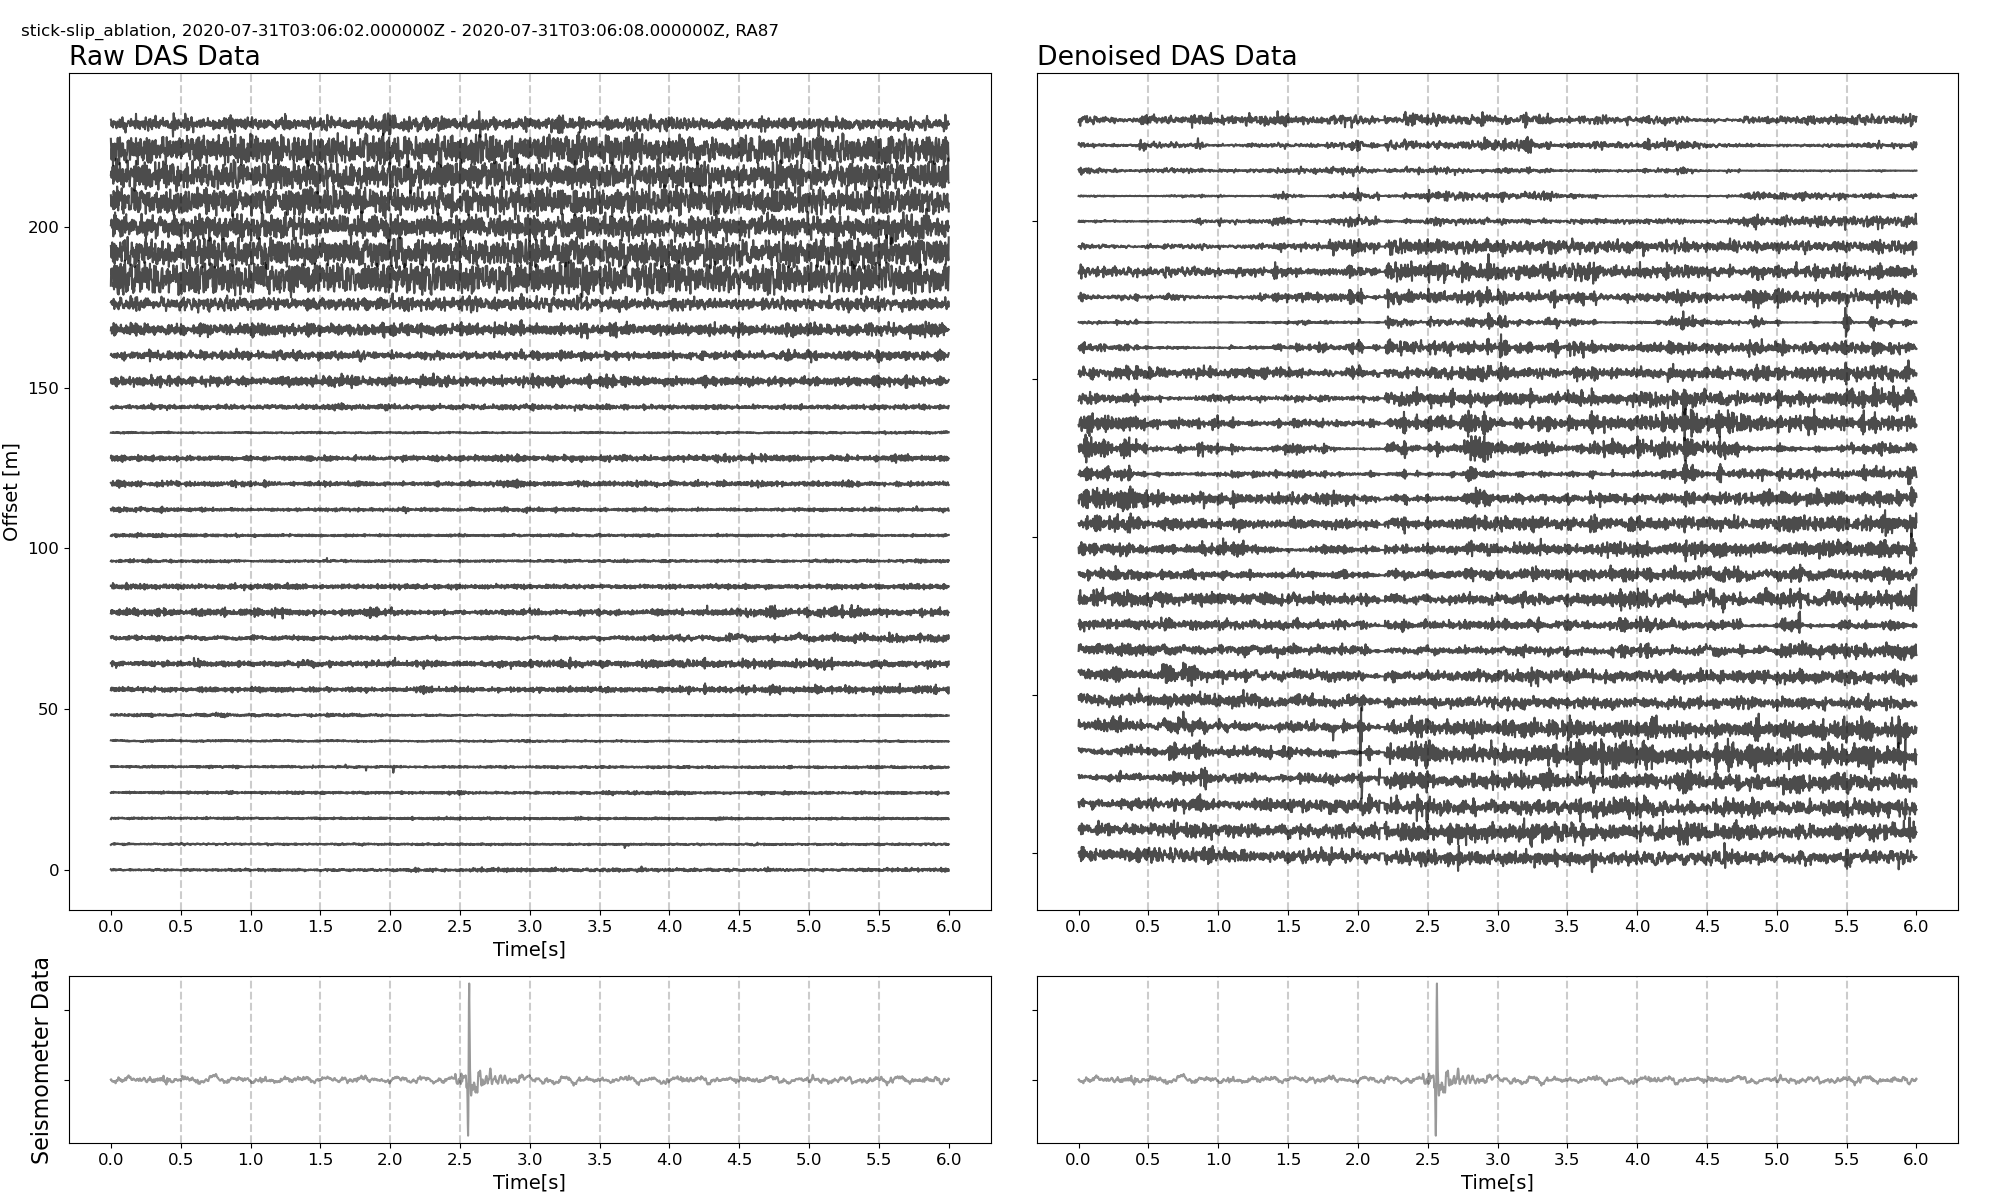 stick-slip_ablation, 2020-07-31T03:06:02.000000Z - 2020-07-31T03:06:08.000000Z, RA87
Raw DAS Data
Denoised DAS Data
Offset [m]
200
150
100
50
0
0.0 0.5 1.0 1.5 2.0 2.5 3.0 3.5 4.0 4.5 5.0 5.5 6.0
Time[s]
0.0 0.5 1.0 1.5 2.0 2.5 3.0 3.5 4.0 4.5 5.0 5.5 6.0
Seismometer Data
0.0 0.5 1.0 1.5 2.0 2.5 3.0 3.5 4.0 4.5 5.0 5.5 6.0
Time[s]
0.0 0.5 1.0 1.5 2.0 2.5 3.0 3.5 4.0 4.5 5.0 5.5 6.0
Time[s]